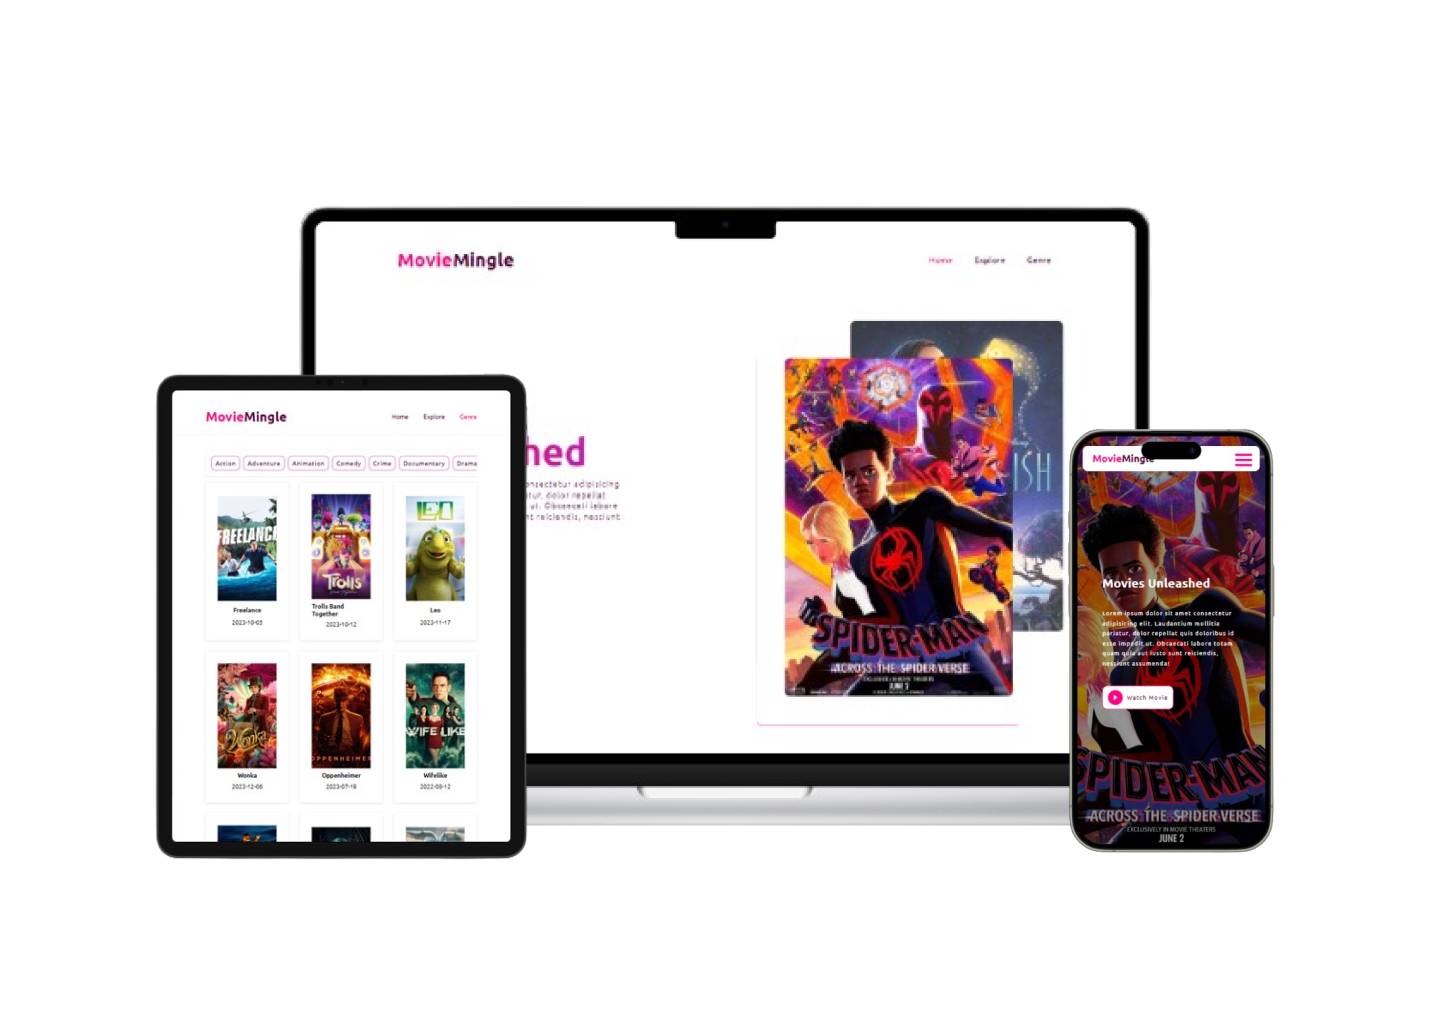 MovieMingle
Home Explore Genre
hed
onsectetur adipisicing
atur, dolor repellat
ut. Obcaecati labore
nt reiciendis, nesciunt
ISH
SPIDER-MAN
ACROSS THE SPIDER-VERSE
EXCLUSIVELY IN MOVIE THEATERS
JUNE 2
MovieMingle
Home Explore Genre
Action Adventure Animation Comedy Crime Documentary Drama
FREELANCE
Trolls
LEO
Freelance
2023-10-05
Trolls Band
Together
2023-10-12
Leo
2023-11-17
Wonka
OPPENHEIMER
WIFE LIKE
Wonka
2023-12-06
Oppenheimer
2023-07-19
Wifelike
2022-08-12
MovieMingle
Movies Unleashed
Lorem ipsum dolor sit amet consectetur
adipisicing elit. Laudantium mollitia
pariatur, dolor repellat quis doloribus id
esse impedit ut. Obcaecati labore totam
quam quia aut iusto sunt reiciendis,
nesciunt assumenda!
Watch Movie
SPIDER-MAN
ACROSS THE SPIDER-VERSE
EXCLUSIVELY IN MOVIE THEATERS
JUNE 2